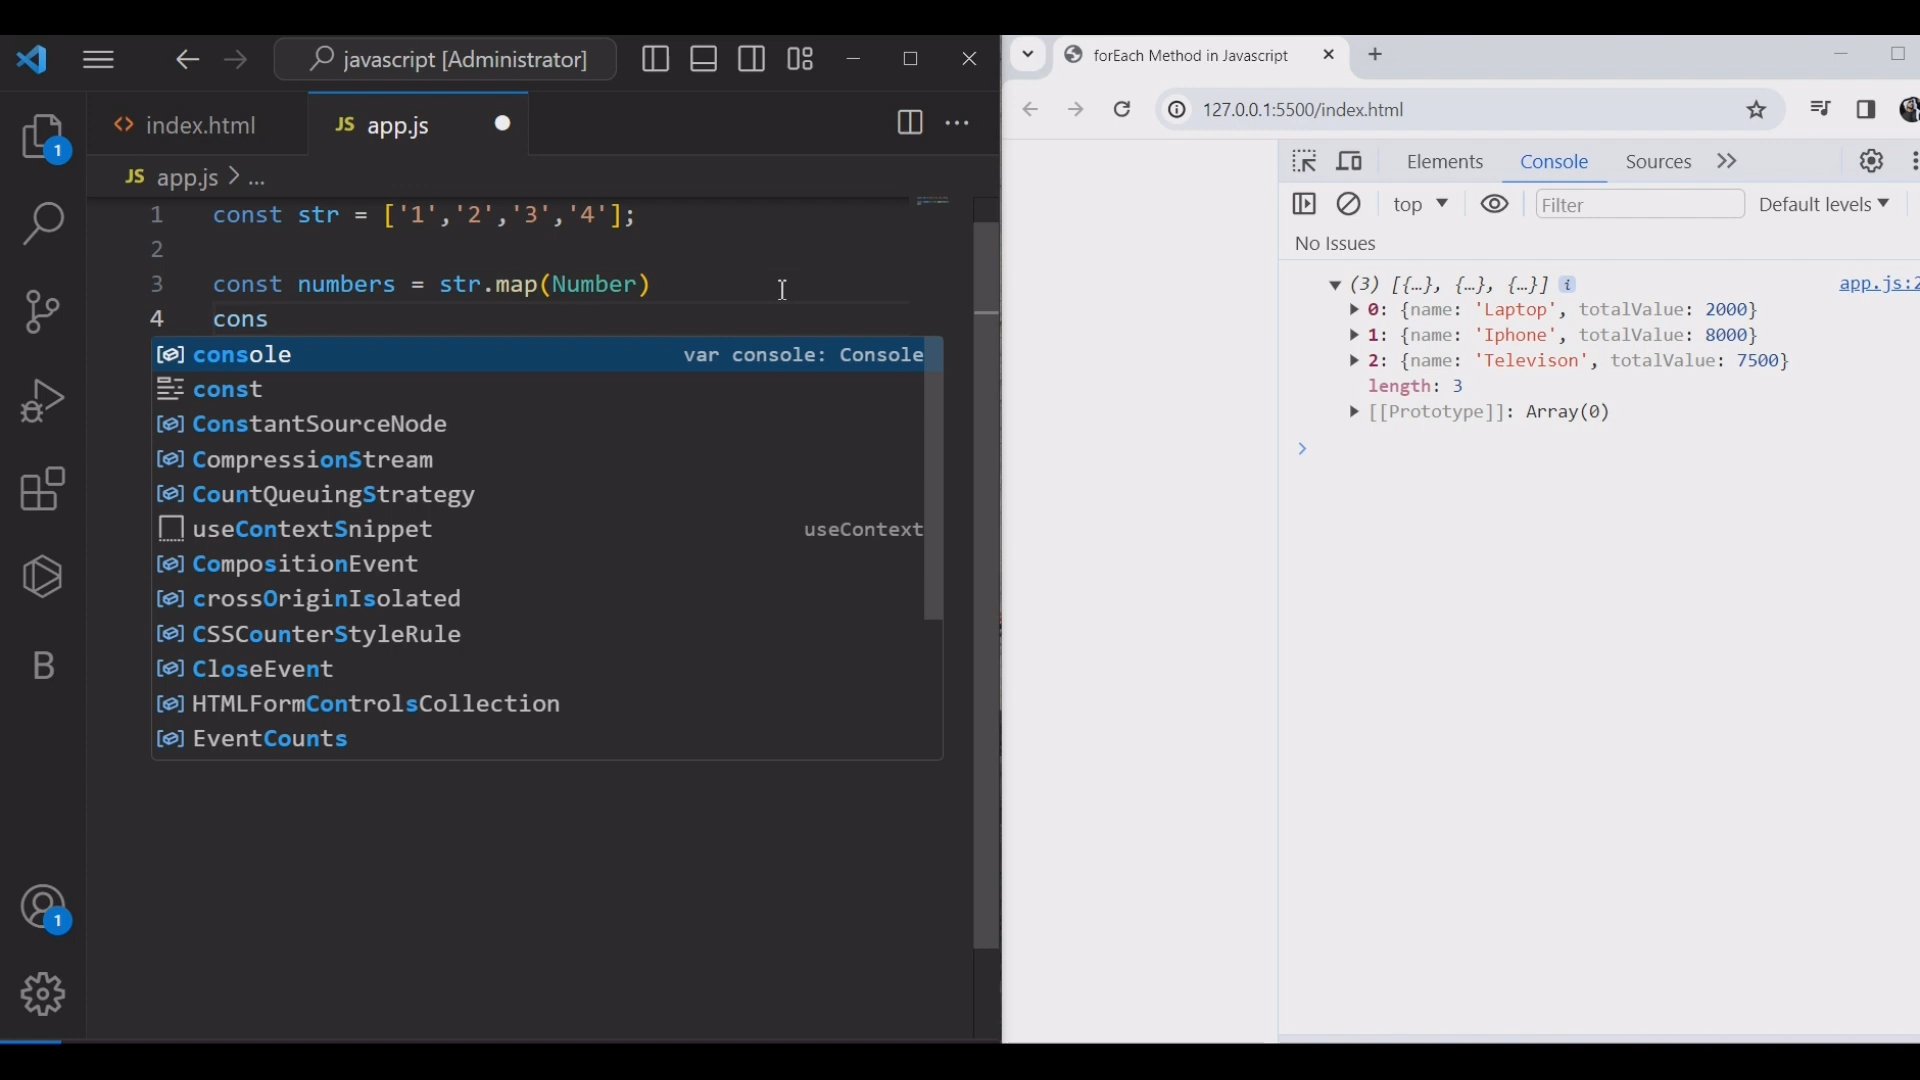 javascript [Administrator]
index.html
JS app.js
JS app.js > ...
1 const str = ['1','2','3','4'];
2
3 const numbers = str.map(Number)
4 cons
console var console: Console
const
ConstantSourceNode
CompressionStream
CountQueuingStrategy
useContextSnippet useContext
CompositionEvent
crossOriginIsolated
CSSCounterStyleRule
CloseEvent
HTMLFormControlsCollection
EventCounts
1
B
1
forEach Method in Javascript
127.0.0.1:5500/index.html
Elements Console Sources
top Filter Default levels
No Issues
(3) [{…}, {…}, {…}] i app.js:2
0: {name: 'Laptop', totalValue: 2000}
1: {name: 'Iphone', totalValue: 8000}
2: {name: 'Televison', totalValue: 7500}
length: 3
[[Prototype]]: Array(0)